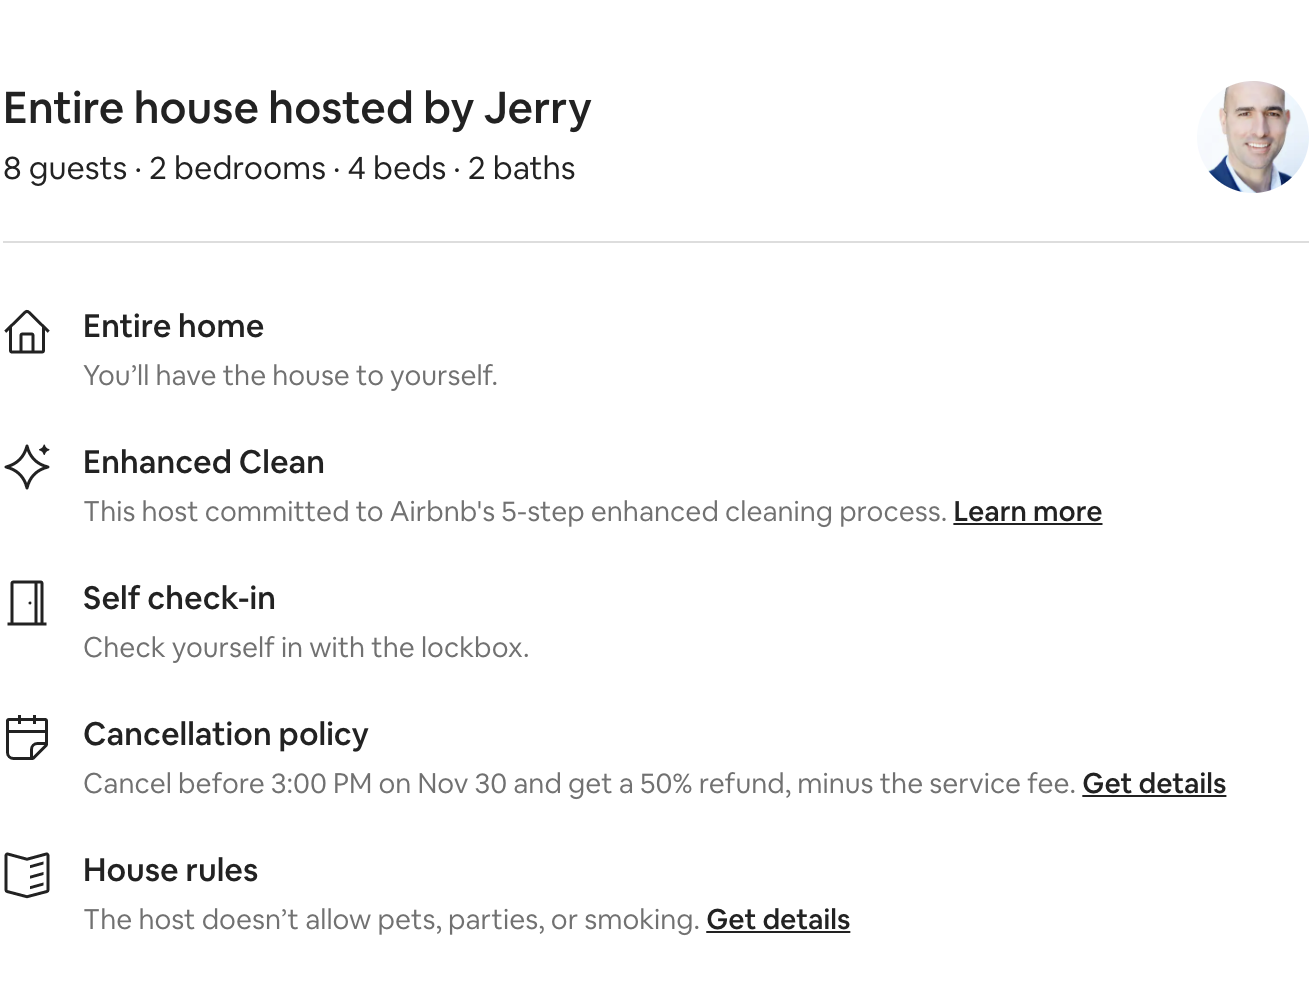 Entire house hosted by Jerry
8 guests · 2 bedrooms · 4 beds · 2 baths
Entire home
You’ll have the house to yourself.
Enhanced Clean
This host committed to Airbnb's 5-step enhanced cleaning process. Learn more
Self check-in
Check yourself in with the lockbox.
Cancellation policy
Cancel before 3:00 PM on Nov 30 and get a 50% refund, minus the service fee. Get details
House rules
The host doesn’t allow pets, parties, or smoking. Get details